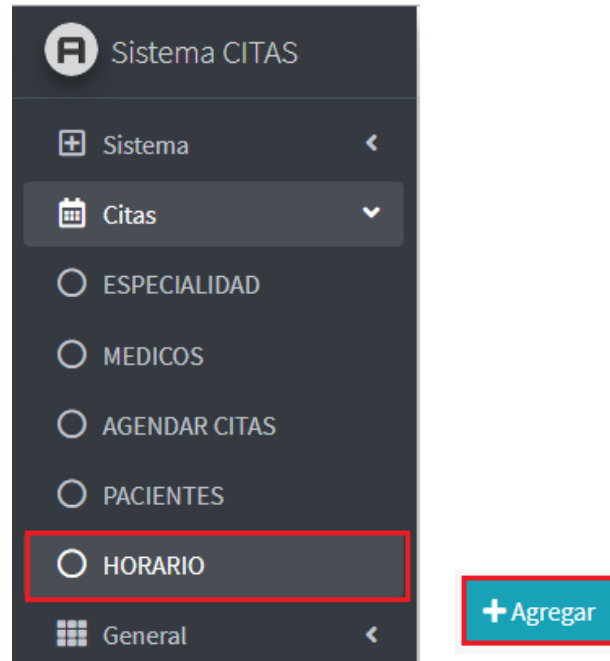 Sistema CITAS
Sistema
Citas
ESPECIALIDAD
MEDICOS
AGENDAR CITAS
PACIENTES
HORARIO
General
+ Agregar